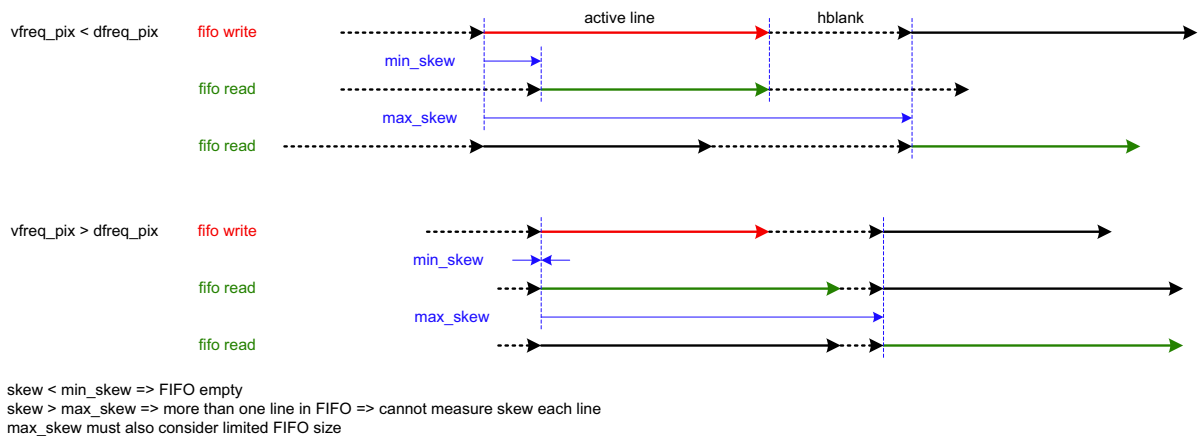 active line hblank
vfreq_pix < dfreq_pix fifo write
min_skew
fifo read
max_skew
fifo read
vfreq_pix > dfreq_pix fifo write
min_skew
fifo read
max_skew
fifo read
skew < min_skew => FIFO empty
skew > max_skew => more than one line in FIFO => cannot measure skew each line
max_skew must also consider limited FIFO size